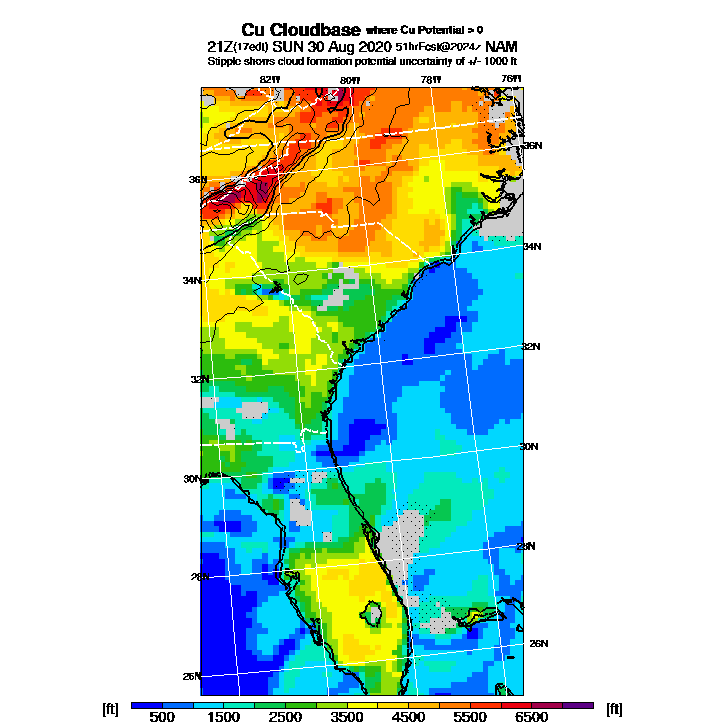 Cu Cloudbase where Cu Potential > 0
21Z(17edt) SUN 30 Aug 2020 51hrFcst@2024z NAM
Stipple shows cloud formation potential uncertainty of +/- 1000 ft
82W 80W 78W 76W
36N
36N
34N
34N
32N
32N
30N
30N
28N
28N
26N
26N
[ft] 500 1500 2500 3500 4500 5500 6500 [ft]